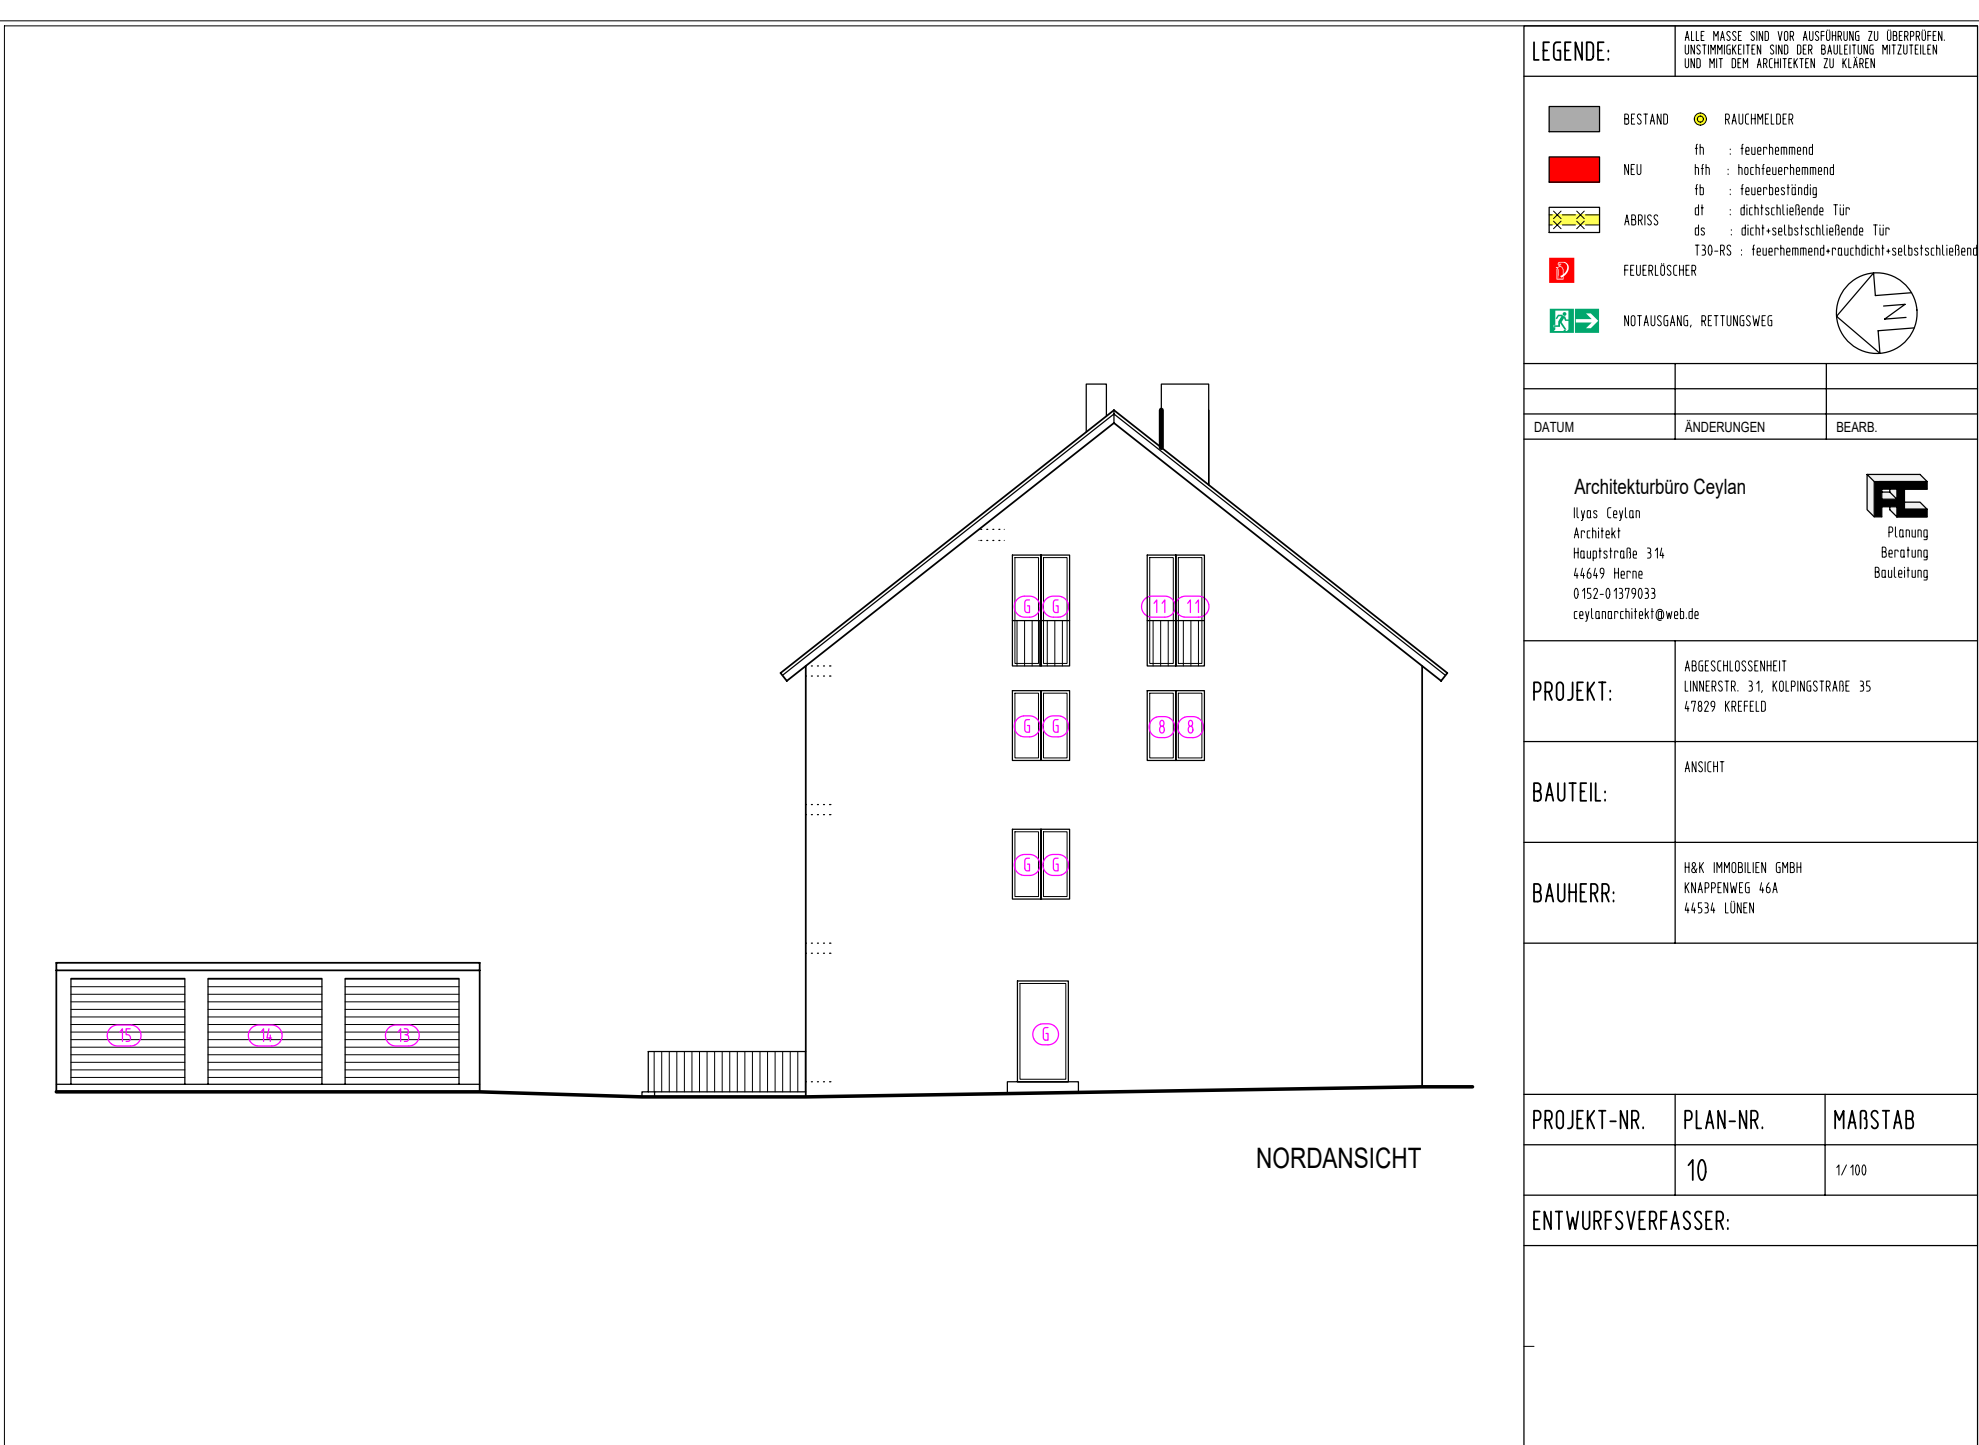 LEGENDE:
ALLE MASSE SIND VOR AUSFÜHRUNG ZU ÜBERPRÜFEN.
UNSTIMMIGKEITEN SIND DER BAULEITUNG MITZUTEILEN
UND MIT DEM ARCHITEKTEN ZU KLÄREN
BESTAND
RAUCHMELDER
fh : feuerhemmend
NEU
hfh : hochfeuerhemmend
fb : feuerbeständig
ABRISS
dt : dichtschließende Tür
ds : dicht+selbstschließende Tür
T30-RS : feuerhemmend+rauchdicht+selbstschließend
FEUERLÖSCHER
NOTAUSGANG, RETTUNGSWEG
N
DATUM
ÄNDERUNGEN
BEARB.
Architekturbüro Ceylan
Ilyas Ceylan
Architekt
Hauptstraße 314
44649 Herne
0152-01379033
ceylanarchitekt@web.de
AC
Planung
Beratung
Bauleitung
PROJEKT:
ABGESCHLOSSENHEIT
LINNERSTR. 31, KOLPINGSTRAßE 35
47829 KREFELD
BAUTEIL:
ANSICHT
BAUHERR:
H&K IMMOBILIEN GMBH
KNAPPENWEG 46A
44534 LÜNEN
PROJEKT-NR.
PLAN-NR.
MAßSTAB
10
1/100
ENTWURFSVERFASSER:
G G 11 11
G G 8 8
G G
15 14 13 G
NORDANSICHT